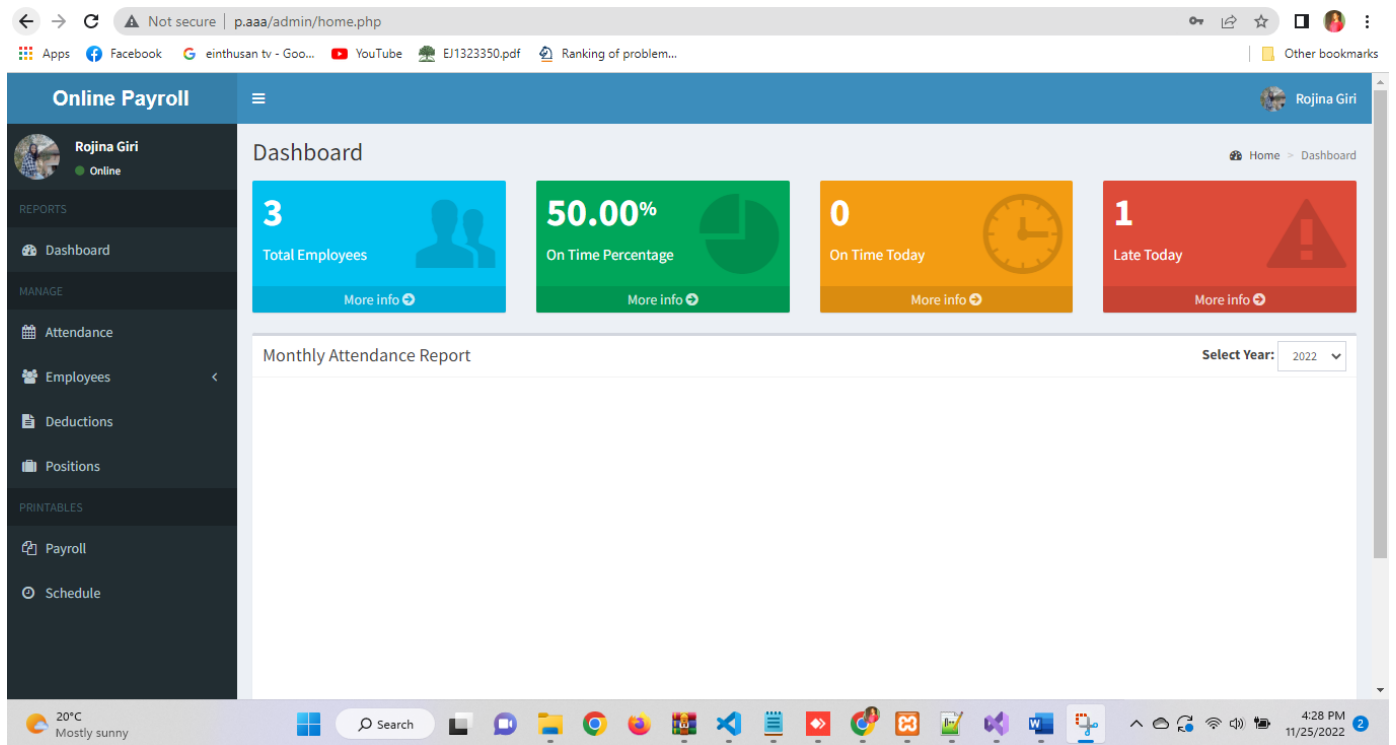 Not secure | p.aaa/admin/home.php
Apps Facebook einthusan tv - Goo... YouTube EJ1323350.pdf Ranking of problem... Other bookmarks
Online Payroll
Rojina Giri
Rojina Giri
Online
REPORTS
Dashboard
MANAGE
Attendance
Employees
Deductions
Positions
PRINTABLES
Payroll
Schedule
Dashboard
Home > Dashboard
3
Total Employees
More info
50.00%
On Time Percentage
More info
0
On Time Today
More info
1
Late Today
More info
Monthly Attendance Report
Select Year: 2022
20°C
Mostly sunny
Search
4:28 PM
11/25/2022
2